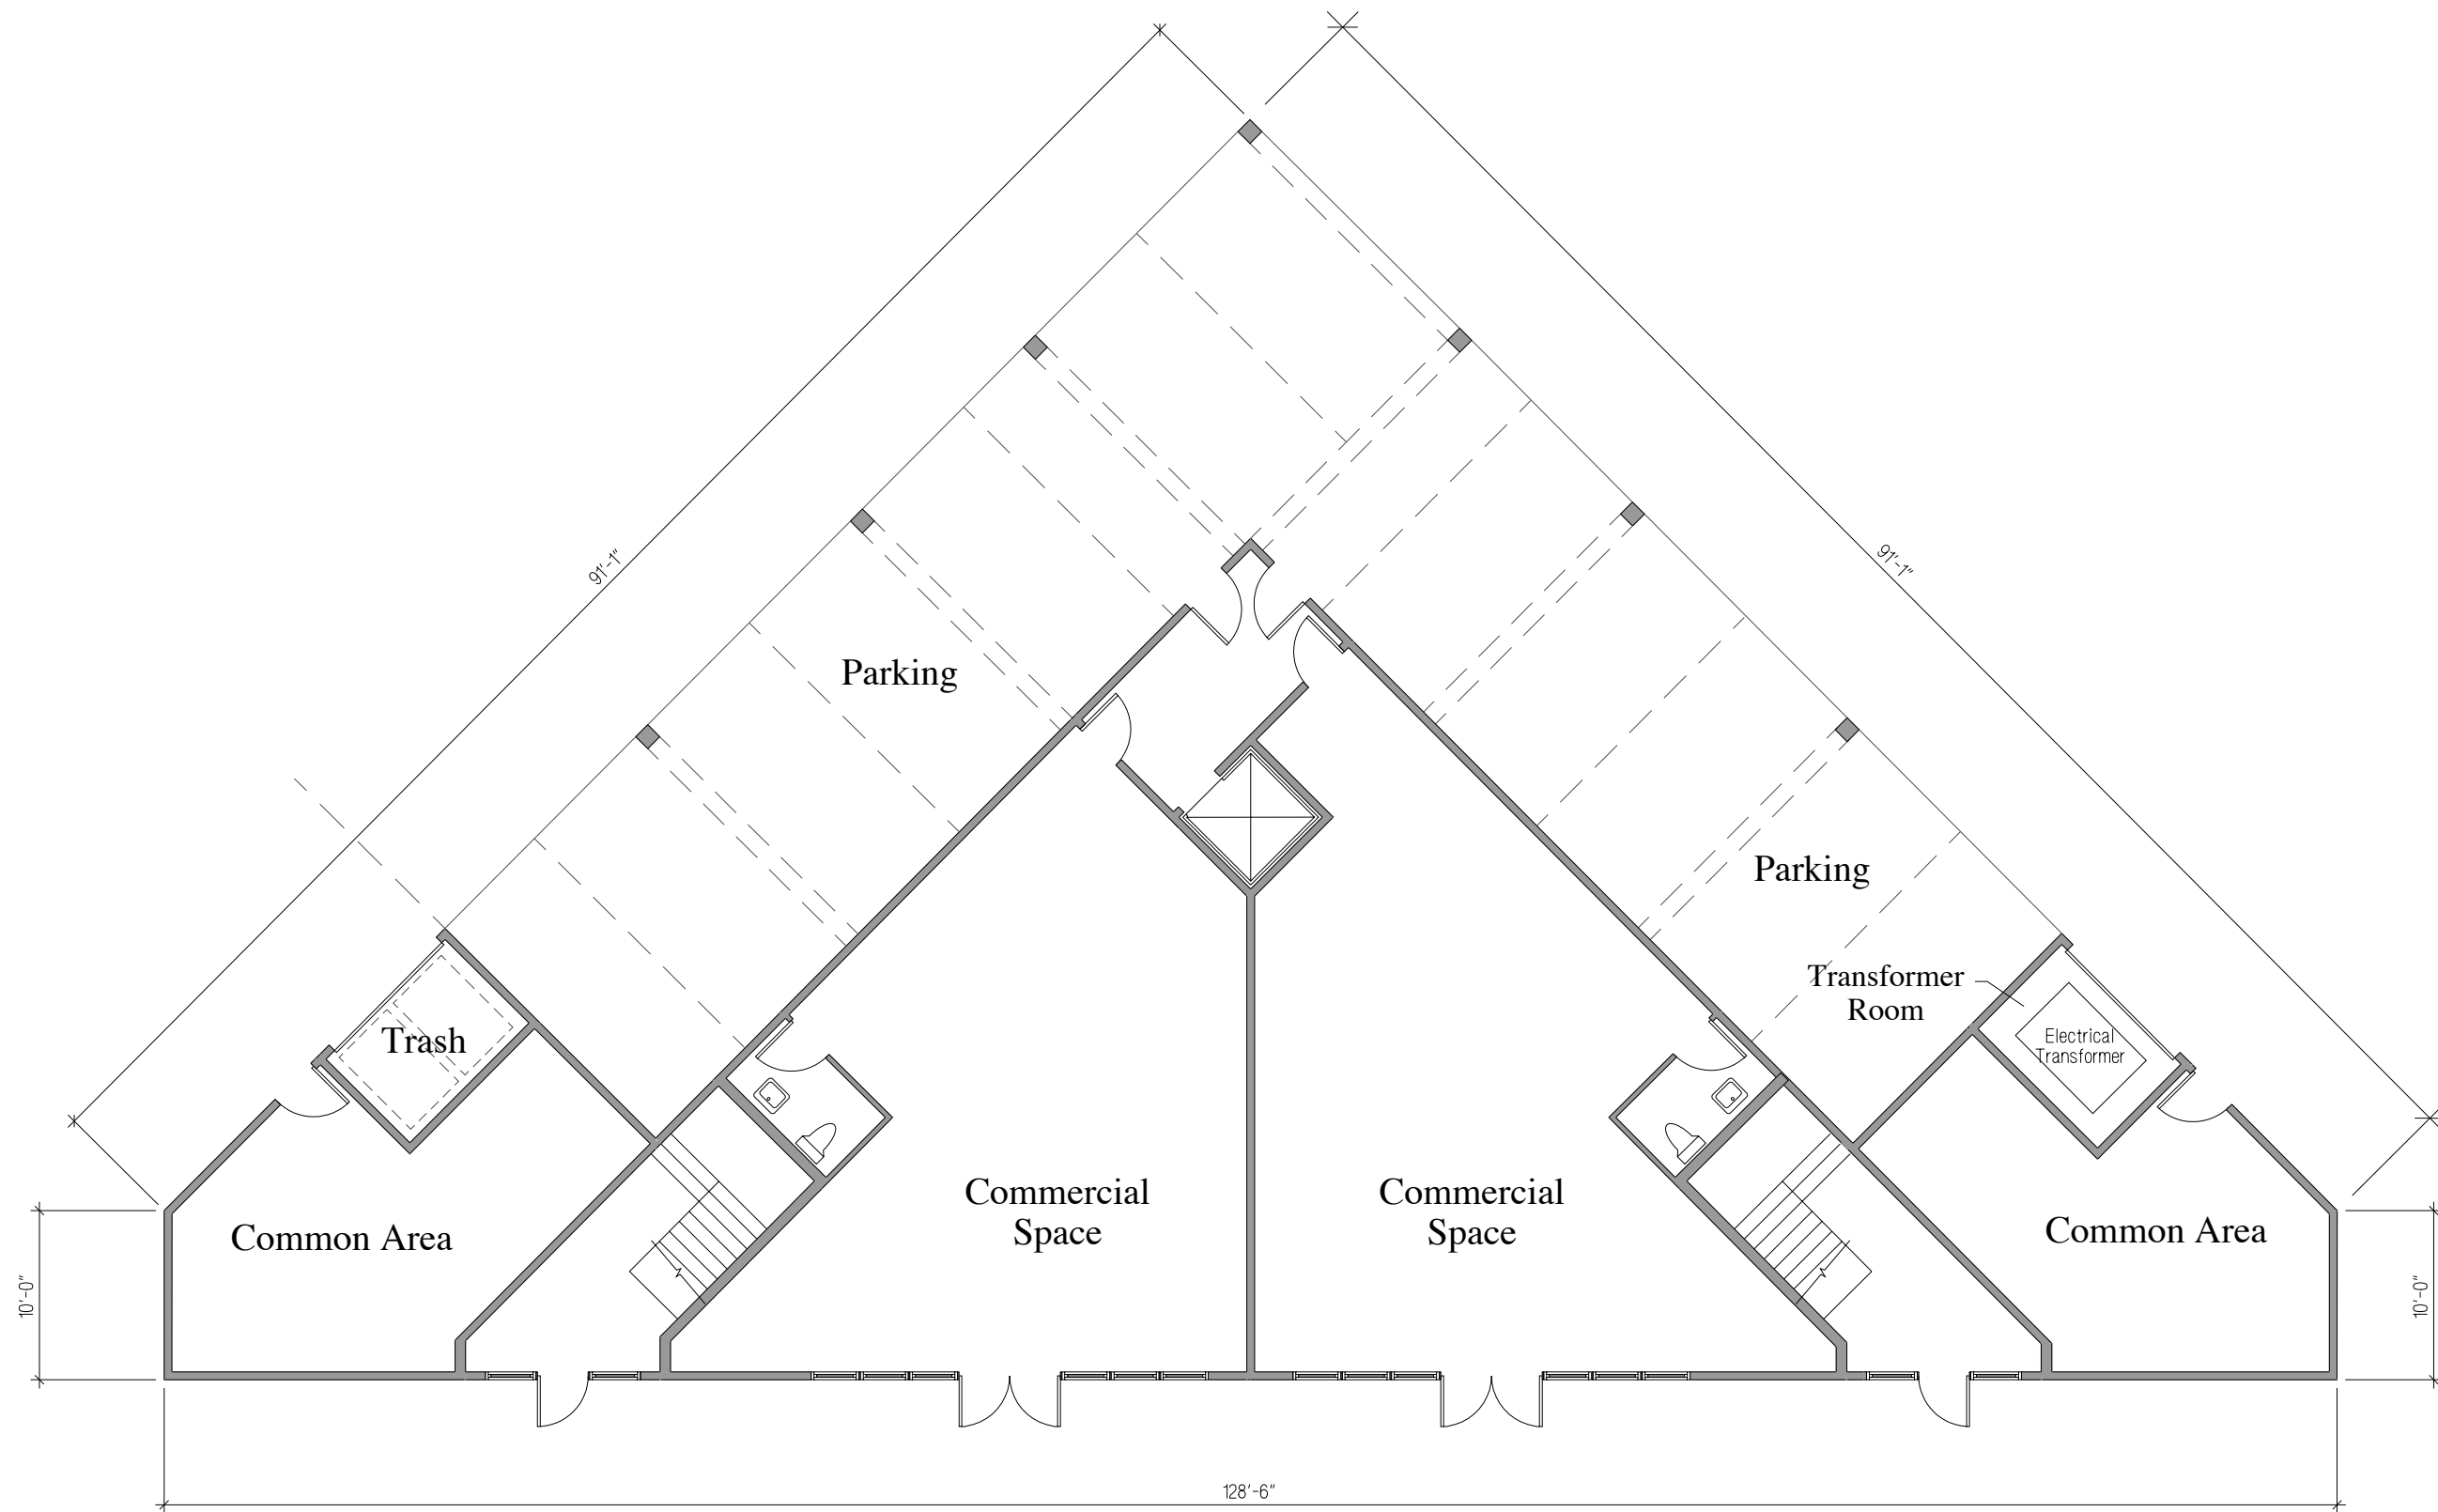 91'-1"
91'-1"
Parking
Parking
Transformer
Room
Trash
Electrical
Transformer
Commercial
Space
Commercial
Space
Common Area
Common Area
10'-0"
10'-0"
128'-6"